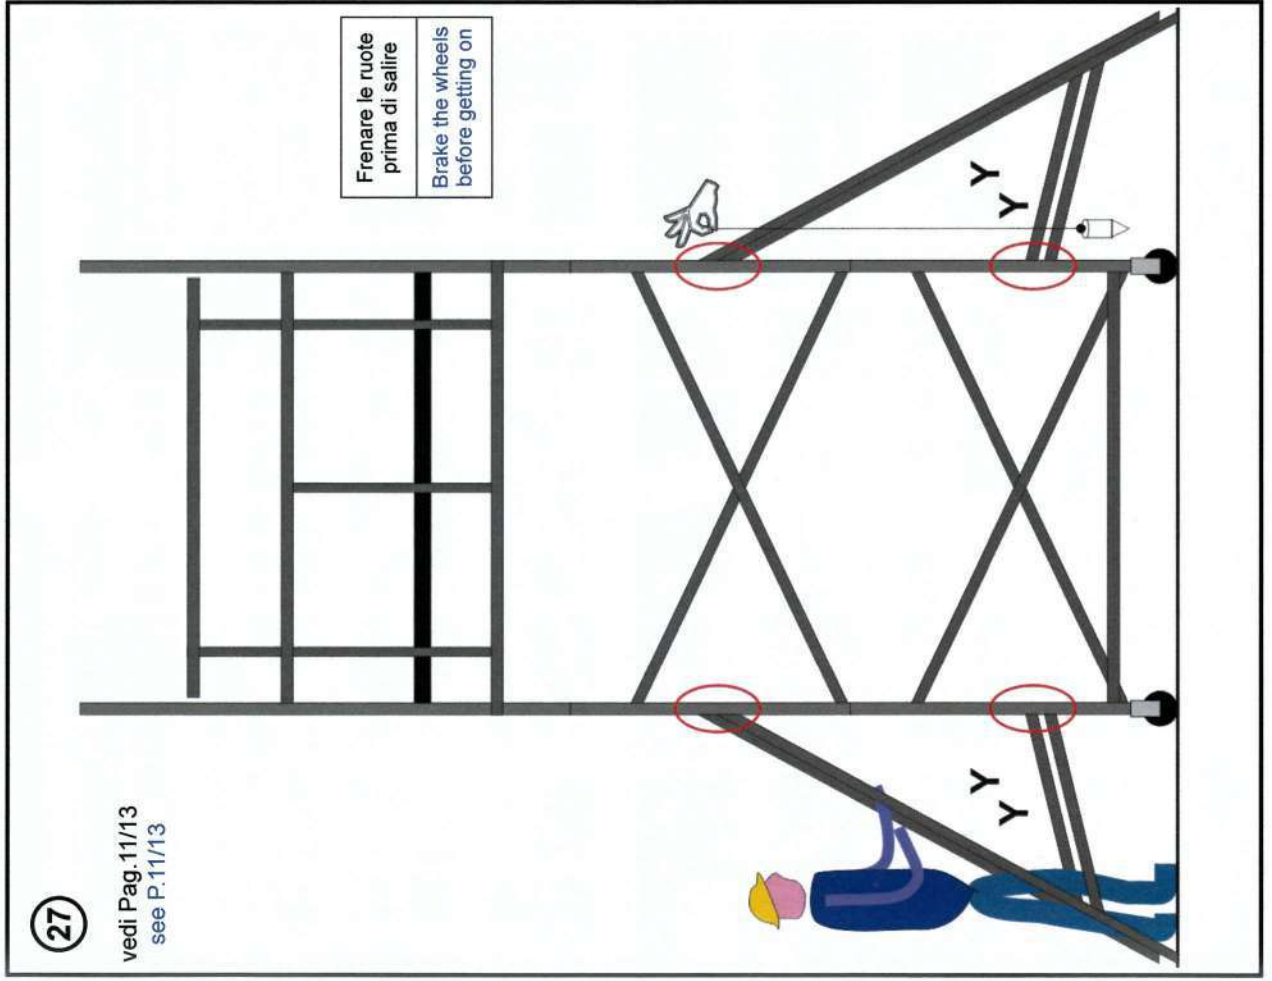 27
vedi Pag.11/13
see P.11/13
Frenare le ruote
prima di salire
Brake the wheels
before getting on
Y
Y
Y
Y